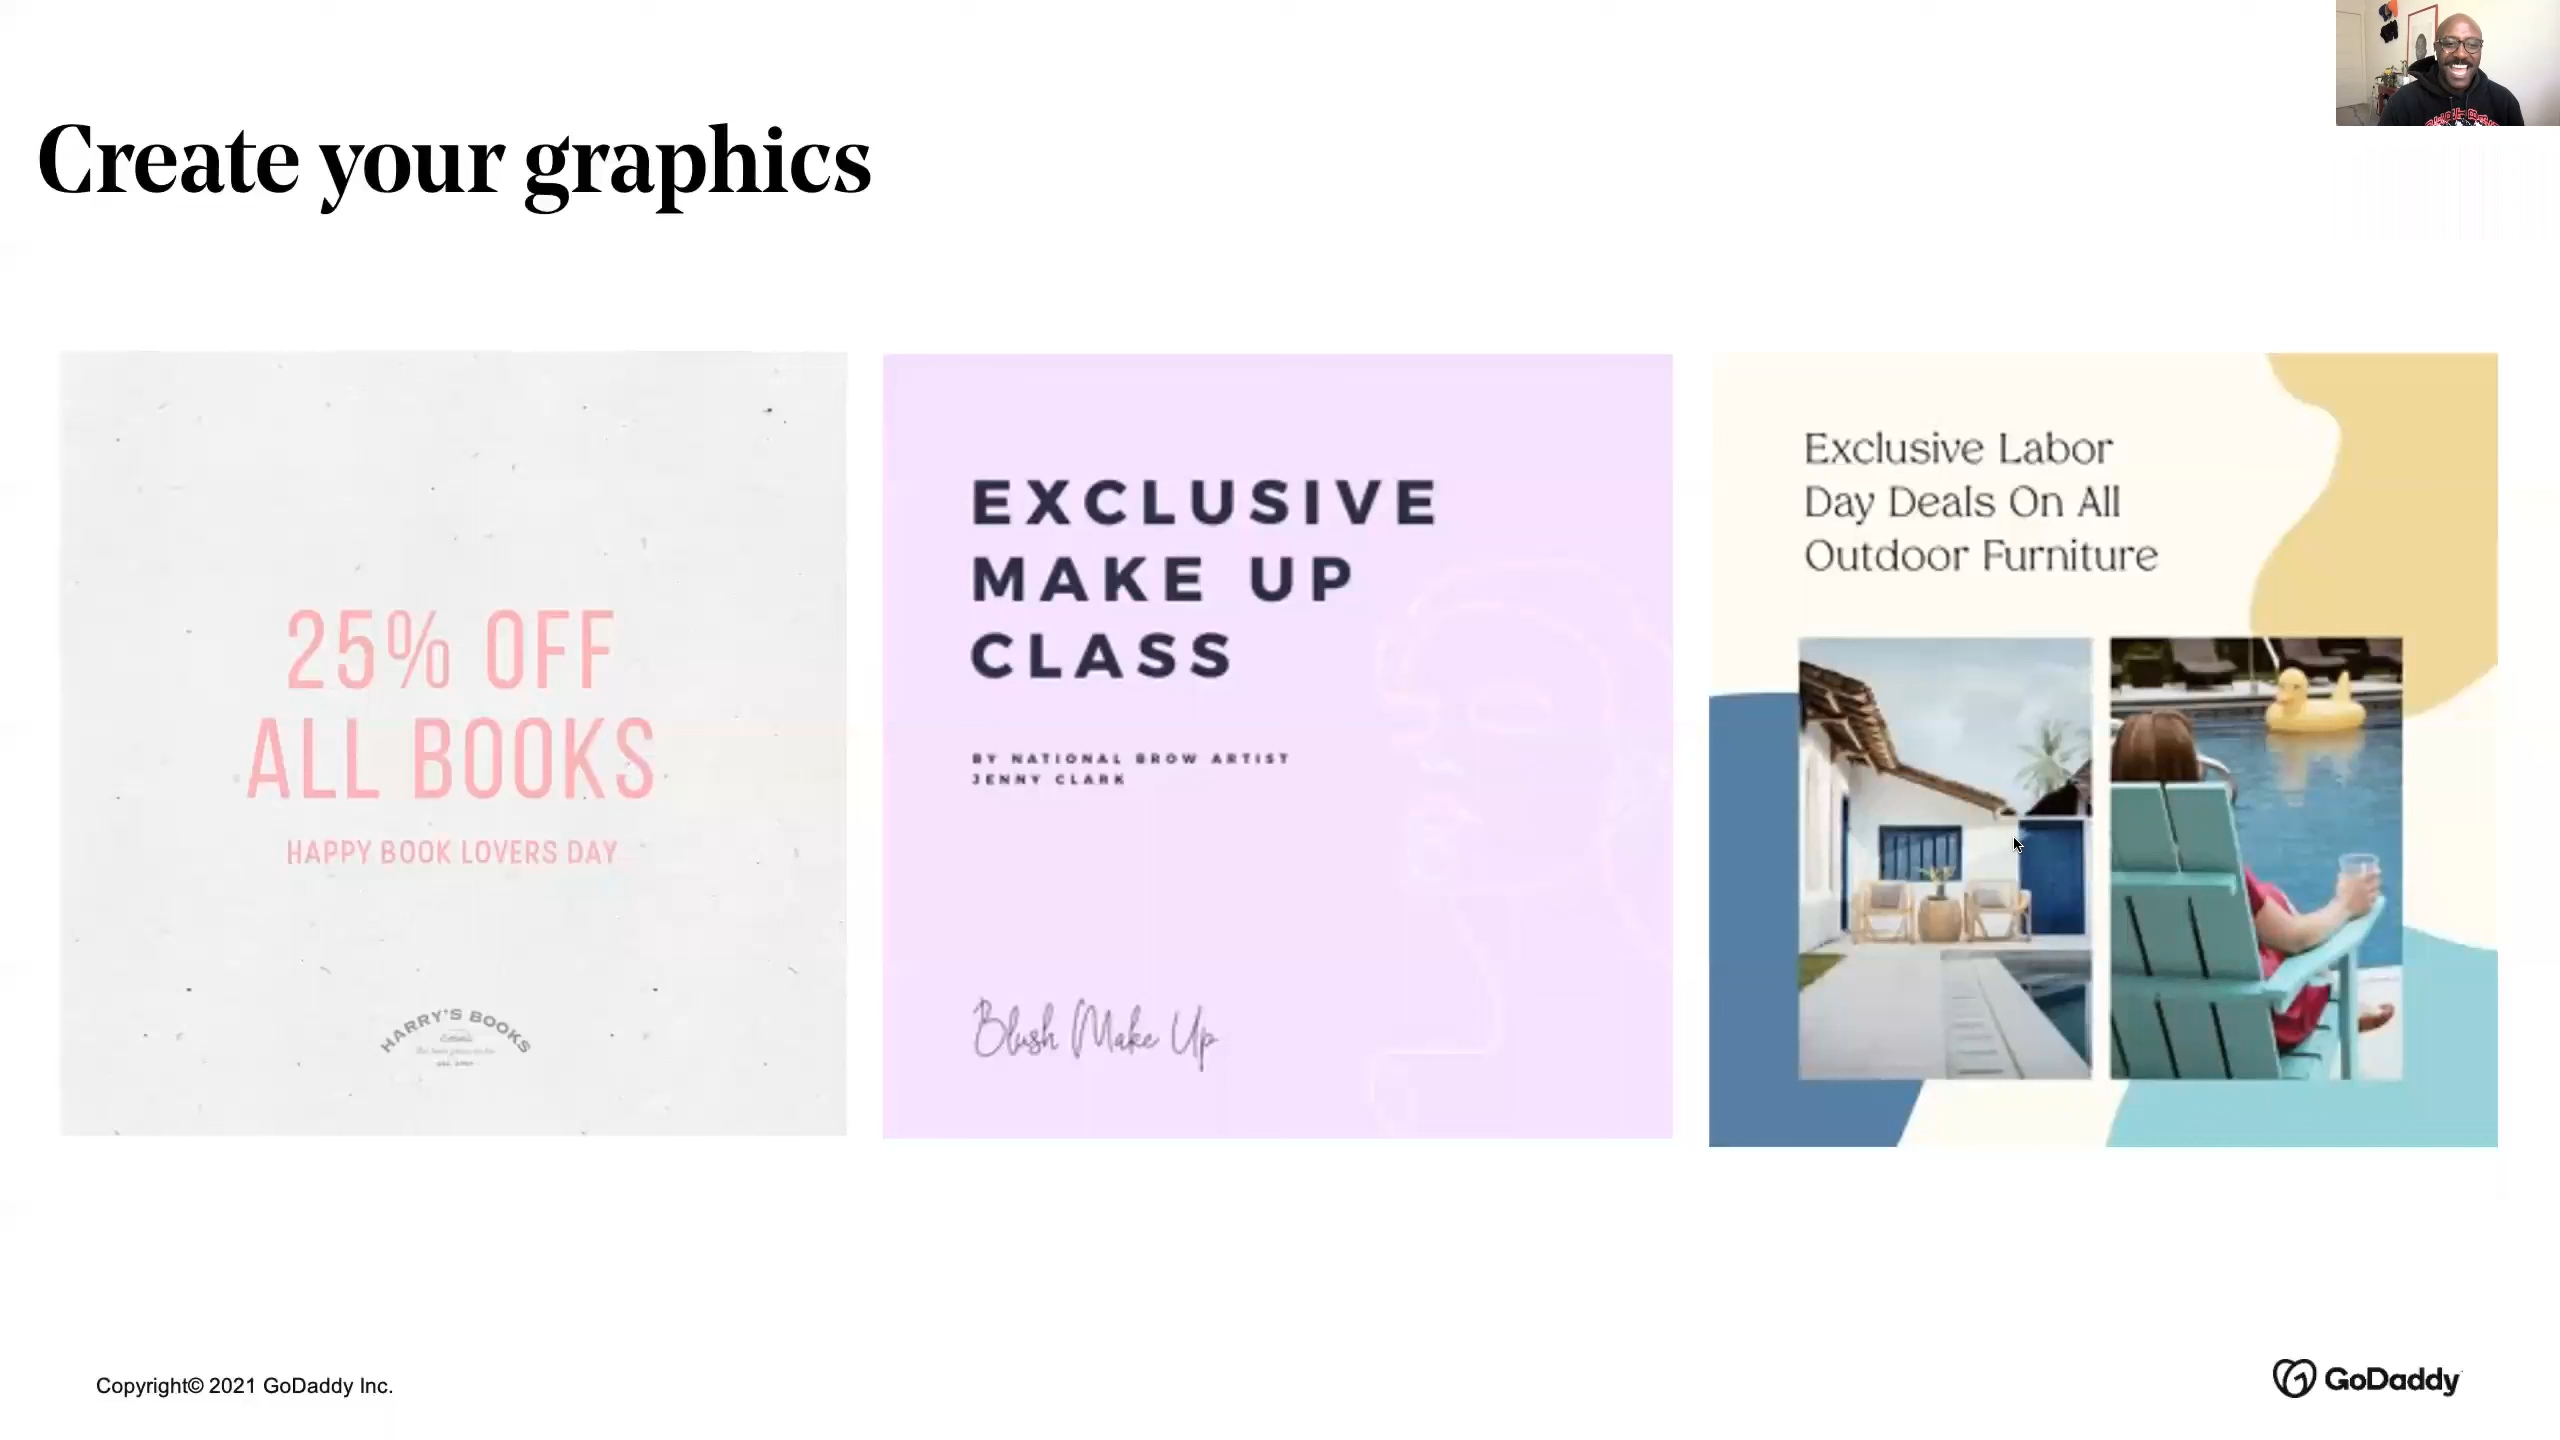 Create your graphics
25% OFF
ALL BOOKS
HAPPY BOOK LOVERS DAY
HARRY'S BOOKS
EXCLUSIVE
MAKE UP
CLASS
BY NATIONAL BROW ARTIST
JENNY CLARK
Blush Make Up
Exclusive Labor
Day Deals On All
Outdoor Furniture
Copyright© 2021 GoDaddy Inc.
GoDaddy